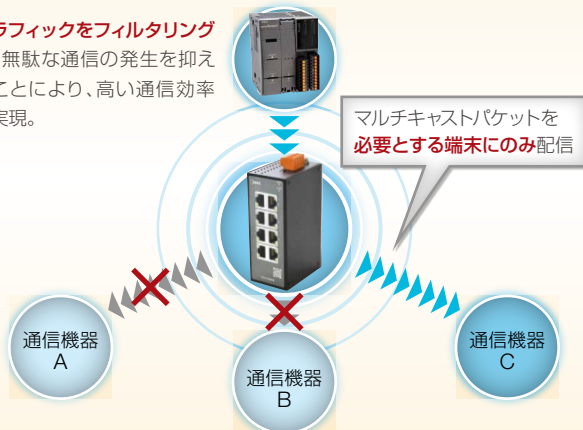 ラフィックをフィルタリング
無駄な通信の発生を抑え
ことにより、高い通信効率
実現。
マルチキャストパケットを
必要とする端末にのみ配信
通信機器
A
通信機器
B
通信機器
C